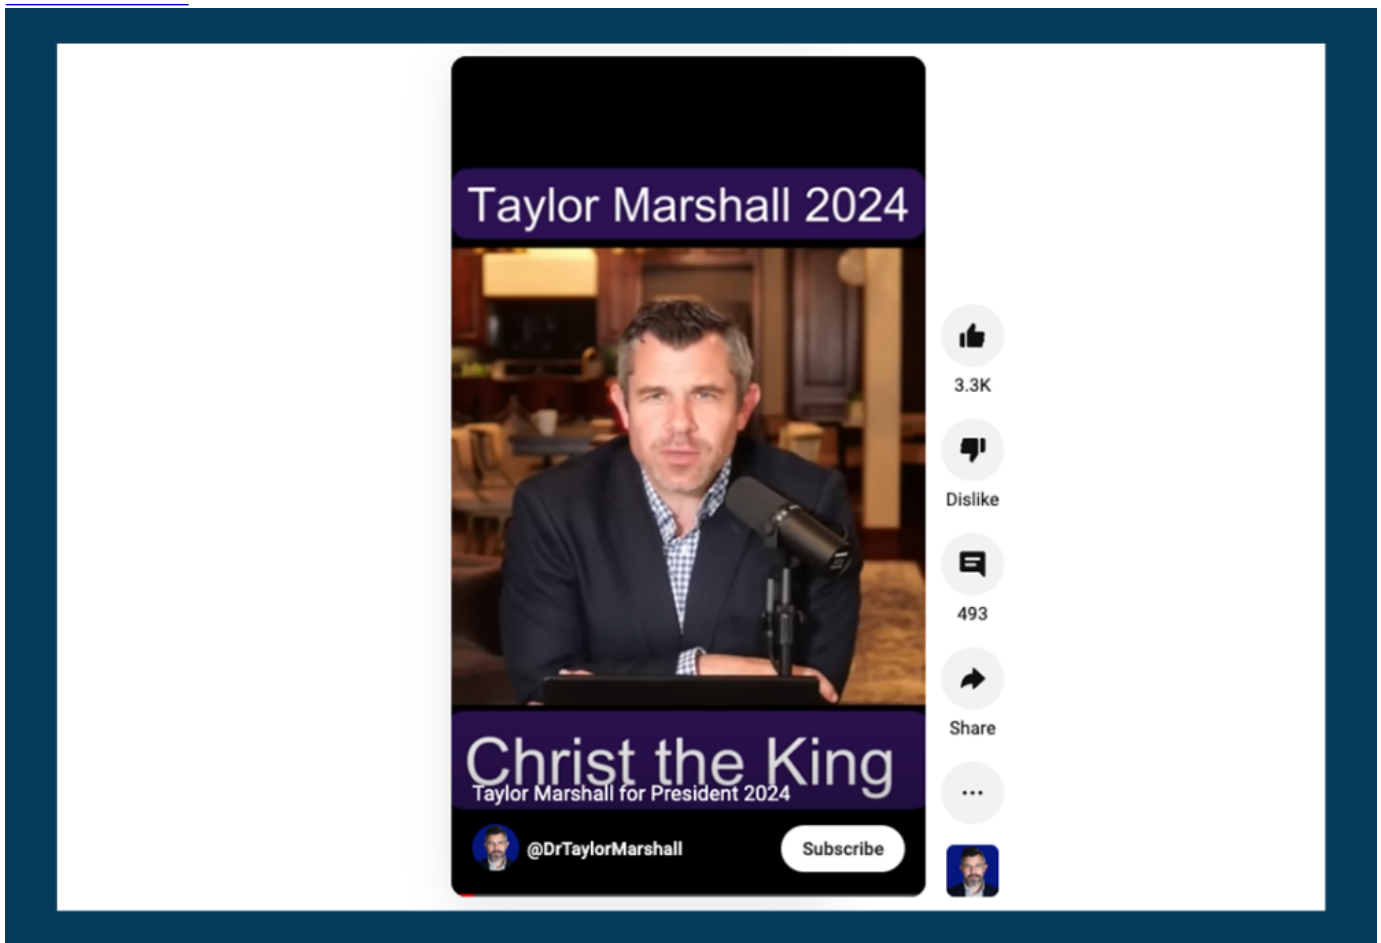 Taylor Marshall 2024
3.3K
Dislike
493
Share
Christ the King
Taylor Marshall for President 2024
@DrTaylorMarshall
Subscribe